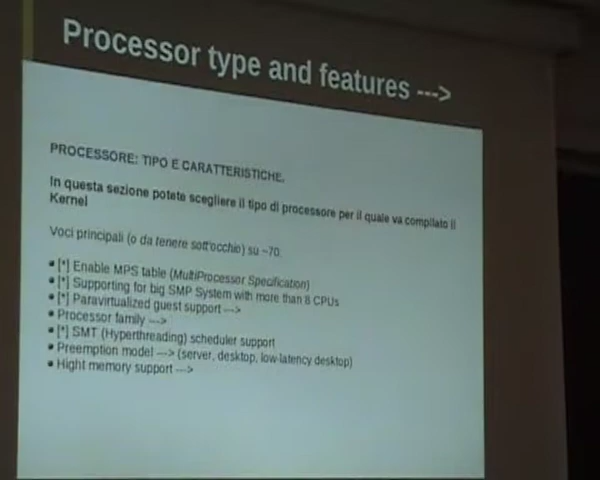 Processor type and features --->
PROCESSORE: TIPO E CARATTERISTICHE.
In questa sezione potete scegliere il tipo di processore per il quale va compilato il
Kernel
Voci principali (o da tenere sott'occhio) su ~70:
• [*] Enable MPS table (MultiProcessor Specification)
• [*] Supporting for big SMP System with more than 8 CPUs
• [*] Paravirtualized guest support --->
• Processor family --->
• [*] SMT (Hyperthreading) scheduler support
• Preemption model ---> (server, desktop, low-latency desktop)
• Hight memory support --->